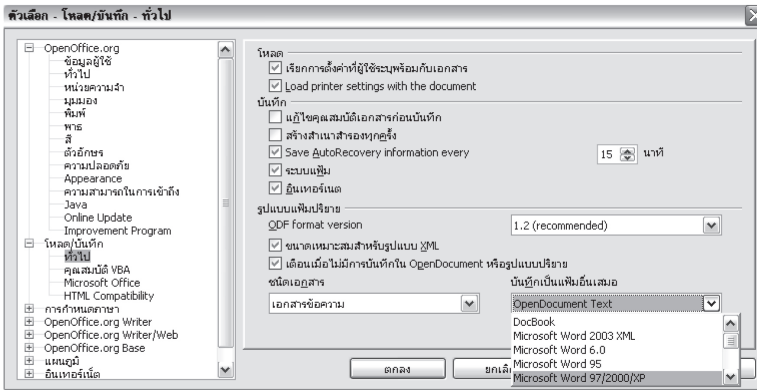 ตัวเลือก - โหลด/บันทึก - ทั่วไป
OpenOffice.org
ข้อมูลผู้ใช้
ทั่วไป
หน่วยความจำ
มุมมอง
พิมพ์
พาธ
สี
ตัวอักษร
ความปลอดภัย
Appearance
ความสามารถในการเข้าถึง
Java
Online Update
Improvement Program
โหลด/บันทึก
ทั่วไป
คุณสมบัติ VBA
Microsoft Office
HTML Compatibility
การกำหนดภาษา
OpenOffice.org Writer
OpenOffice.org Writer/Web
OpenOffice.org Base
แผนภูมิ
อินเทอร์เน็ต
โหลด
เรียกการตั้งค่าที่ผู้ใช้ระบุพร้อมกับเอกสาร
Load printer settings with the document
บันทึก
แก้ไขคุณสมบัติเอกสารก่อนบันทึก
สร้างสำเนาสำรองทุกครั้ง
Save AutoRecovery information every 15 นาที
ระบบแฟ้ม
อินเทอร์เนต
รูปแบบแฟ้มปริยาย
ODF format version 1.2 (recommended)
ขนาดเหมาะสมสำหรับรูปแบบ XML
เตือนเมื่อไม่มีการบันทึกใน OpenDocument หรือรูปแบบปริยาย
ชนิดเอกสาร บันทึกเป็นแฟ้มอื่นเสมอ
เอกสารข้อความ OpenDocument Text
DocBook
Microsoft Word 2003 XML
Microsoft Word 6.0
Microsoft Word 95
Microsoft Word 97/2000/XP
ตกลง